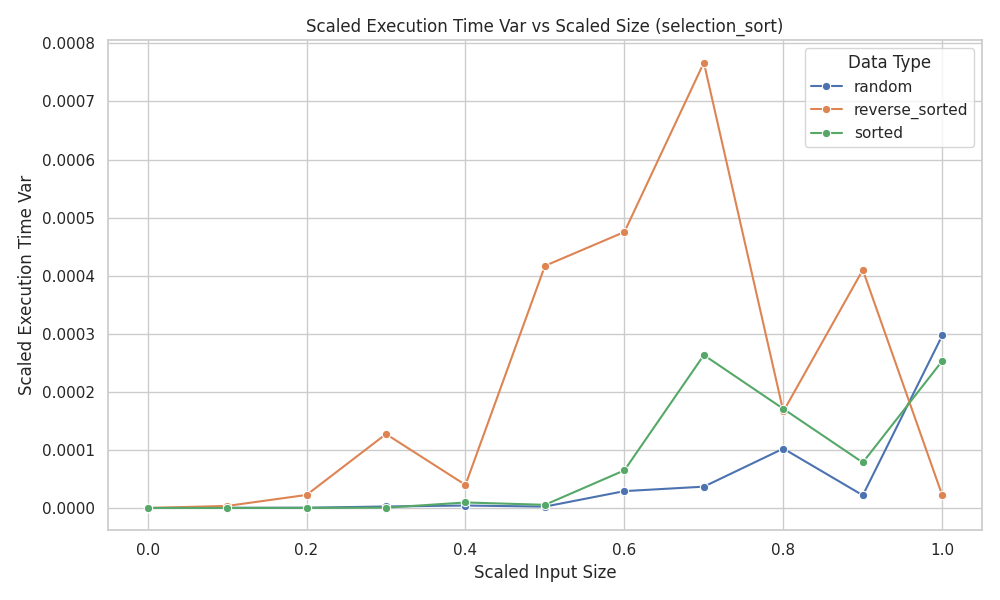 Scaled Execution Time Var vs Scaled Size (selection_sort)
Scaled Execution Time Var
0.0008
0.0007
0.0006
0.0005
0.0004
0.0003
0.0002
0.0001
0.0000
Data Type
random
reverse_sorted
sorted
0.0 0.2 0.4 0.6 0.8 1.0
Scaled Input Size